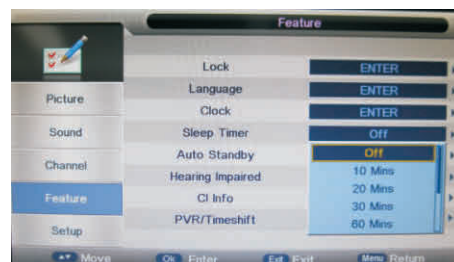 Feature
Picture
Sound
Channel
Feature
Setup
Lock ENTER
Language ENTER
Clock ENTER
Sleep Timer Off
Auto Standby
Hearing Impaired
CI Info
PVR/Timeshift
Off
10 Mins
20 Mins
30 Mins
60 Mins
Move Ok Enter Exit Exit Menu Return